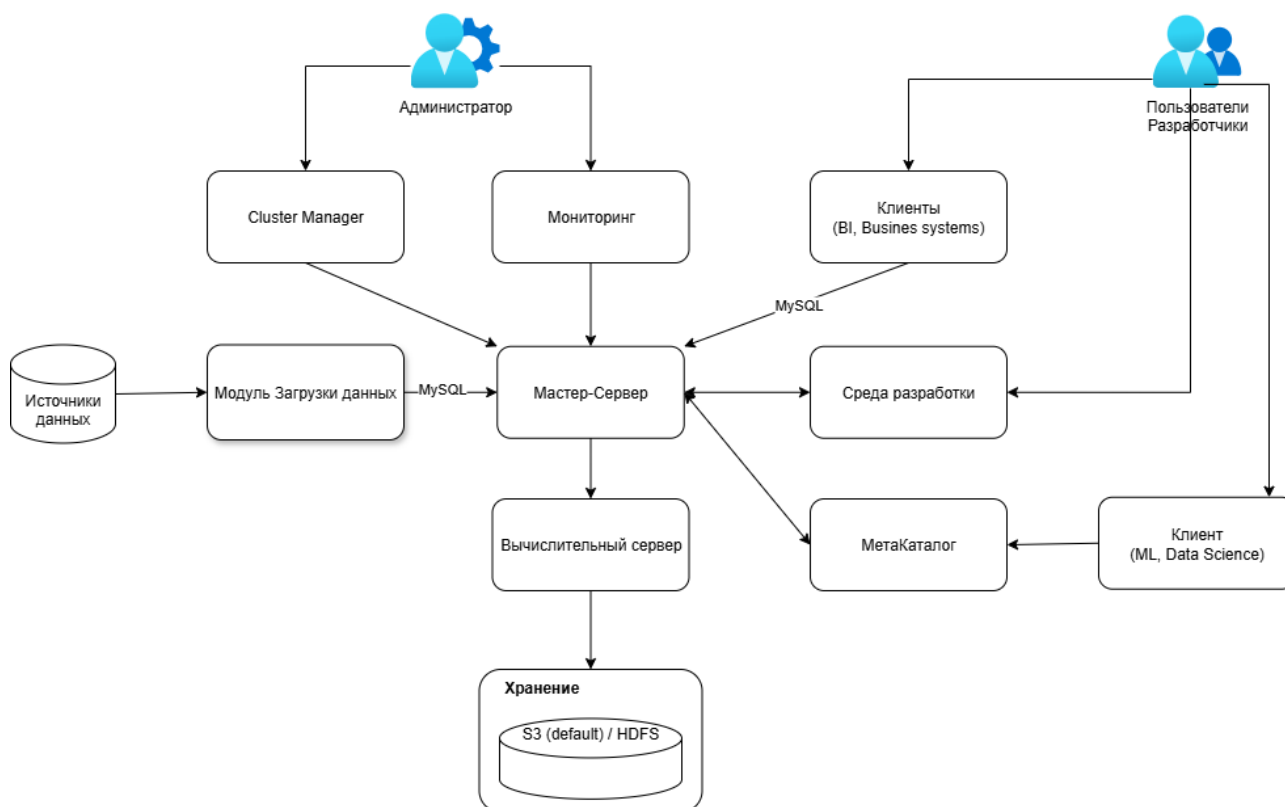 Администратор
Пользователи
Разработчики
Cluster Manager
Мониторинг
Клиенты
(BI, Busines systems)
MySQL
Источники
данных
Модуль Загрузки данных
MySQL
Мастер-Сервер
Среда разработки
Вычислительный сервер
МетаКаталог
Клиент
(ML, Data Science)
Хранение
S3 (default) / HDFS